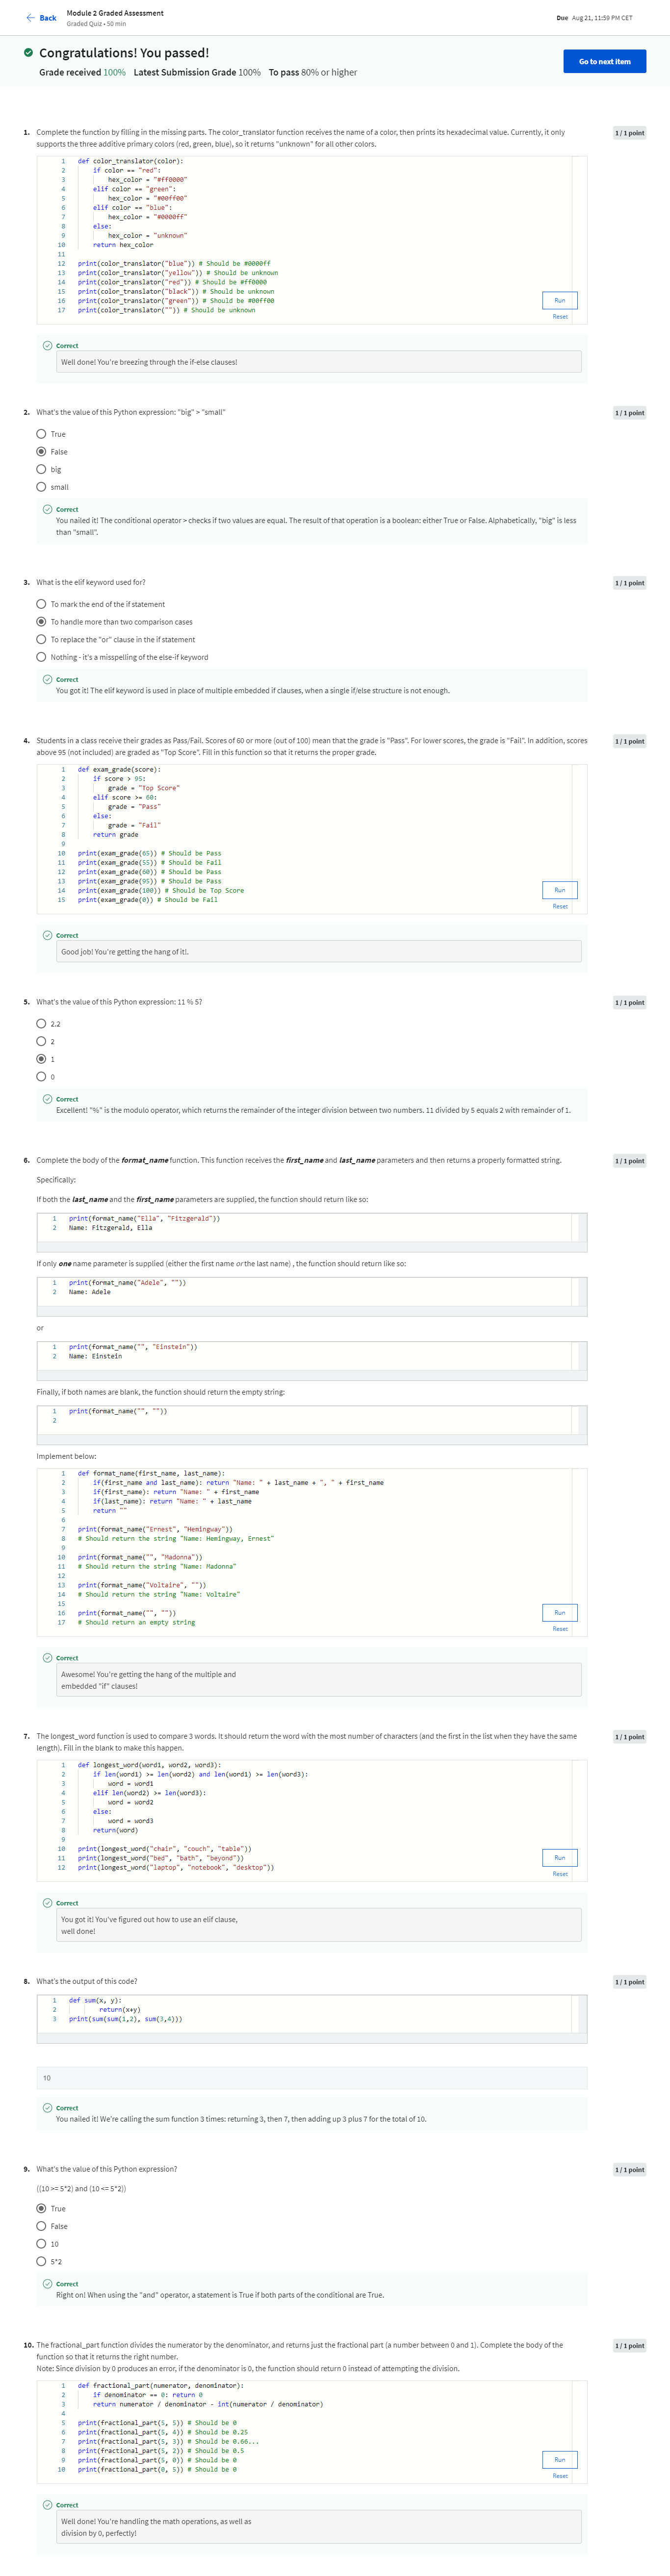 Back
Module 2 Graded Assessment
Graded Quiz • 50 min
Due Aug 21, 11:59 PM CET
Congratulations! You passed!
Grade received 100% Latest Submission Grade 100% To pass 80% or higher
Go to next item
1. Complete the function by filling in the missing parts. The color_translator function receives the name of a color, then prints its hexadecimal value. Currently, it only
supports the three additive primary colors (red, green, blue), so it returns "unknown" for all other colors.
1 / 1 point
1 def color_translator(color):
2 if color == "red":
3 hex_color = "#ff0000"
4 elif color == "green":
5 hex_color = "#00ff00"
6 elif color == "blue":
7 hex_color = "#0000ff"
8 else:
9 hex_color = "unknown"
10 return hex_color
11
12 print(color_translator("blue")) # Should be #0000ff
13 print(color_translator("yellow")) # Should be unknown
14 print(color_translator("red")) # Should be #ff0000
15 print(color_translator("black")) # Should be unknown
16 print(color_translator("green")) # Should be #00ff00
17 print(color_translator("")) # Should be unknown
Run
Reset
Correct
Well done! You're breezing through the if-else clauses!
2. What's the value of this Python expression: "big" > "small"
1 / 1 point
True
False
big
small
Correct
You nailed it! The conditional operator > checks if two values are equal. The result of that operation is a boolean: either True or False. Alphabetically, "big" is less
than "small".
3. What is the elif keyword used for?
1 / 1 point
To mark the end of the if statement
To handle more than two comparison cases
To replace the "or" clause in the if statement
Nothing - it's a misspelling of the else-if keyword
Correct
You got it! The elif keyword is used in place of multiple embedded if clauses, when a single if/else structure is not enough.
4. Students in a class receive their grades as Pass/Fail. Scores of 60 or more (out of 100) mean that the grade is "Pass". For lower scores, the grade is "Fail". In addition, scores
above 95 (not included) are graded as "Top Score". Fill in this function so that it returns the proper grade.
1 / 1 point
1 def exam_grade(score):
2 if score > 95:
3 grade = "Top Score"
4 elif score >= 60:
5 grade = "Pass"
6 else:
7 grade = "Fail"
8 return grade
9
10 print(exam_grade(65)) # Should be Pass
11 print(exam_grade(55)) # Should be Fail
12 print(exam_grade(60)) # Should be Pass
13 print(exam_grade(95)) # Should be Pass
14 print(exam_grade(100)) # Should be Top Score
15 print(exam_grade(0)) # Should be Fail
Run
Reset
Correct
Good job! You're getting the hang of it!.
5. What's the value of this Python expression: 11 % 5?
1 / 1 point
2.2
2
1
0
Correct
Excellent! "%" is the modulo operator, which returns the remainder of the integer division between two numbers. 11 divided by 5 equals 2 with remainder of 1.
6. Complete the body of the format_name function. This function receives the first_name and last_name parameters and then returns a properly formatted string.
1 / 1 point
Specifically:
If both the last_name and the first_name parameters are supplied, the function should return like so:
1 print(format_name("Ella", "Fitzgerald"))
2 Name: Fitzgerald, Ella
If only one name parameter is supplied (either the first name or the last name) , the function should return like so:
1 print(format_name("Adele", ""))
2 Name: Adele
or
1 print(format_name("", "Einstein"))
2 Name: Einstein
Finally, if both names are blank, the function should return the empty string:
1 print(format_name("", ""))
2
Implement below:
1 def format_name(first_name, last_name):
2 if(first_name and last_name): return "Name: " + last_name + ", " + first_name
3 if(first_name): return "Name: " + first_name
4 if(last_name): return "Name: " + last_name
5 return ""
6
7 print(format_name("Ernest", "Hemingway"))
8 # Should return the string "Name: Hemingway, Ernest"
9
10 print(format_name("", "Madonna"))
11 # Should return the string "Name: Madonna"
12
13 print(format_name("Voltaire", ""))
14 # Should return the string "Name: Voltaire"
15
16 print(format_name("", ""))
17 # Should return an empty string
Run
Reset
Correct
Awesome! You're getting the hang of the multiple and
embedded "if" clauses!
7. The longest_word function is used to compare 3 words. It should return the word with the most number of characters (and the first in the list when they have the same
length). Fill in the blank to make this happen.
1 / 1 point
1 def longest_word(word1, word2, word3):
2 if len(word1) >= len(word2) and len(word1) >= len(word3):
3 word = word1
4 elif len(word2) >= len(word3):
5 word = word2
6 else:
7 word = word3
8 return(word)
9
10 print(longest_word("chair", "couch", "table"))
11 print(longest_word("bed", "bath", "beyond"))
12 print(longest_word("laptop", "notebook", "desktop"))
Run
Reset
Correct
You got it! You've figured out how to use an elif clause,
well done!
8. What's the output of this code?
1 / 1 point
1 def sum(x, y):
2 return(x+y)
3 print(sum(sum(1,2), sum(3,4)))
10
Correct
You nailed it! We're calling the sum function 3 times: returning 3, then 7, then adding up 3 plus 7 for the total of 10.
9. What's the value of this Python expression?
1 / 1 point
((10 >= 5*2) and (10 <= 5*2))
True
False
10
5*2
Correct
Right on! When using the "and" operator, a statement is True if both parts of the conditional are True.
10. The fractional_part function divides the numerator by the denominator, and returns just the fractional part (a number between 0 and 1). Complete the body of the
function so that it returns the right number.
Note: Since division by 0 produces an error, if the denominator is 0, the function should return 0 instead of attempting the division.
1 / 1 point
1 def fractional_part(numerator, denominator):
2 if denominator == 0: return 0
3 return numerator / denominator - int(numerator / denominator)
4
5 print(fractional_part(5, 5)) # Should be 0
6 print(fractional_part(5, 4)) # Should be 0.25
7 print(fractional_part(5, 3)) # Should be 0.66...
8 print(fractional_part(5, 2)) # Should be 0.5
9 print(fractional_part(5, 0)) # Should be 0
10 print(fractional_part(0, 5)) # Should be 0
Run
Reset
Correct
Well done! You're handling the math operations, as well as
division by 0, perfectly!